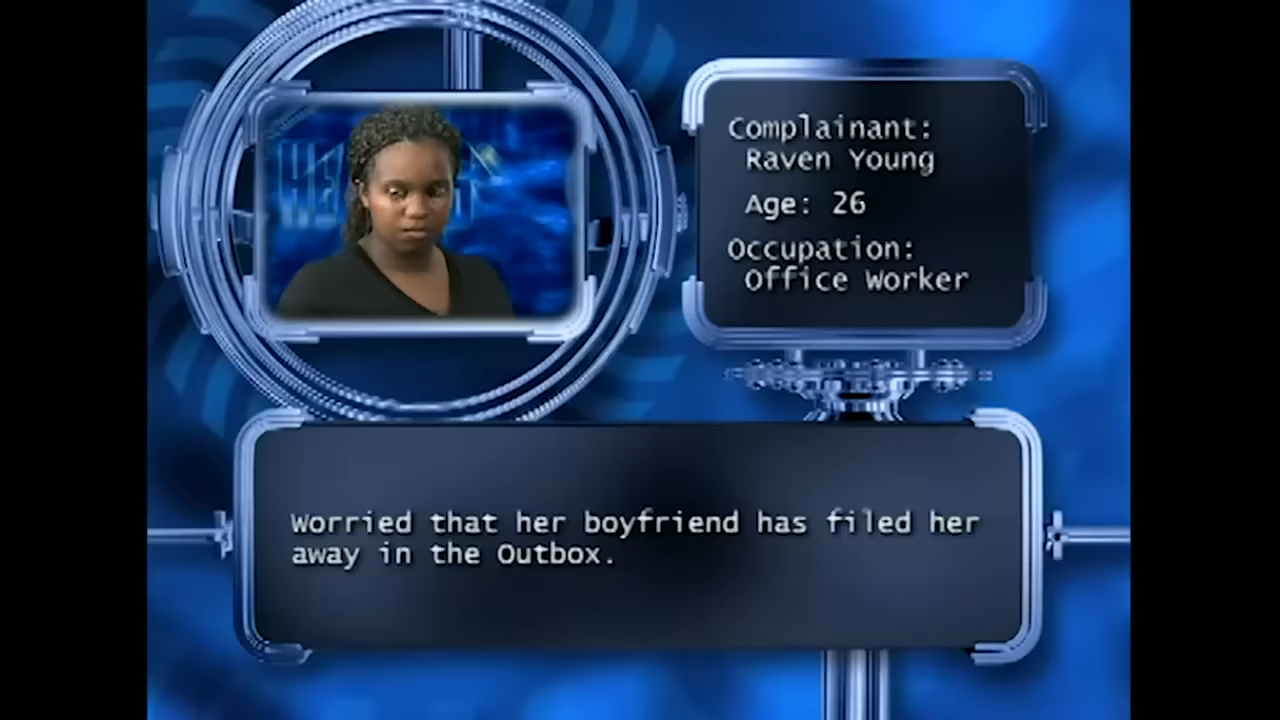 Complainant:
Raven Young
Age: 26
Occupation:
Office Worker
Worried that her boyfriend has filed her
away in the Outbox.